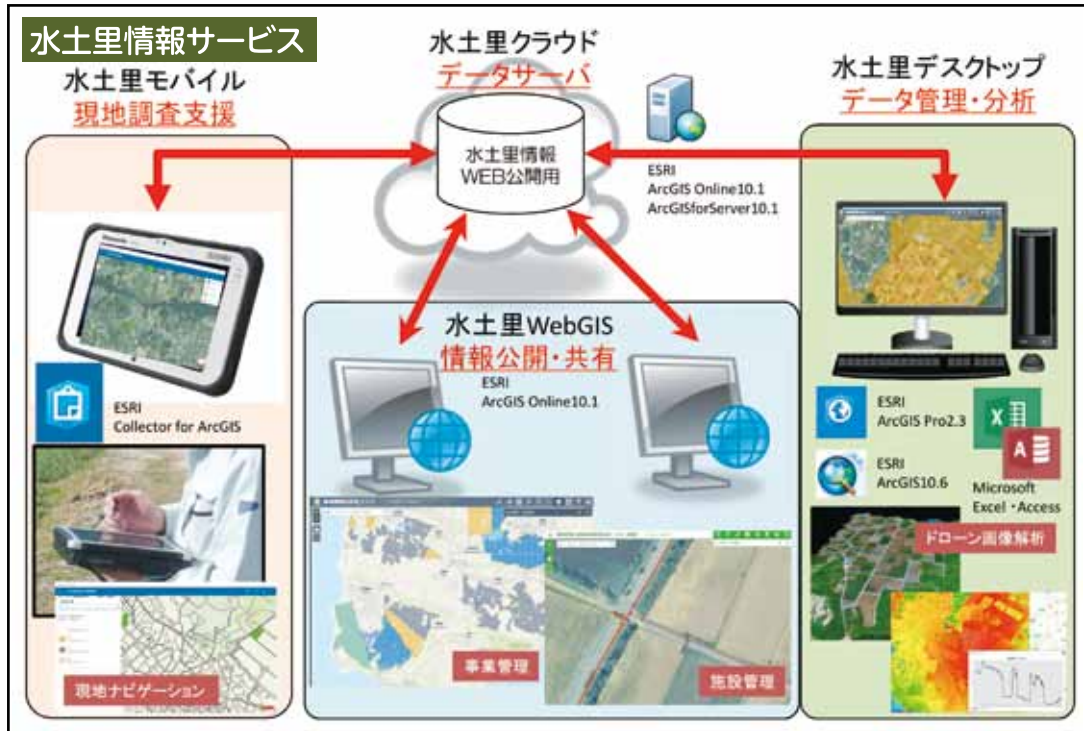 水土里情報サービス
水土里モバイル
現地調査支援
水土里クラウド
データサーバ
水土里デスクトップ
データ管理・分析
水土里情報
WEB公開用
ESRI
ArcGIS Online10.1
ArcGISforServer10.1
ESRI
Collector for ArcGIS
現地ナビゲーション
水土里WebGIS
情報公開・共有
ESRI
ArcGIS Online10.1
事業管理
施設管理
ESRI
ArcGIS Pro2.3
ESRI
ArcGIS10.6
X
A
Microsoft
Excel・Access
ドローン画像解析